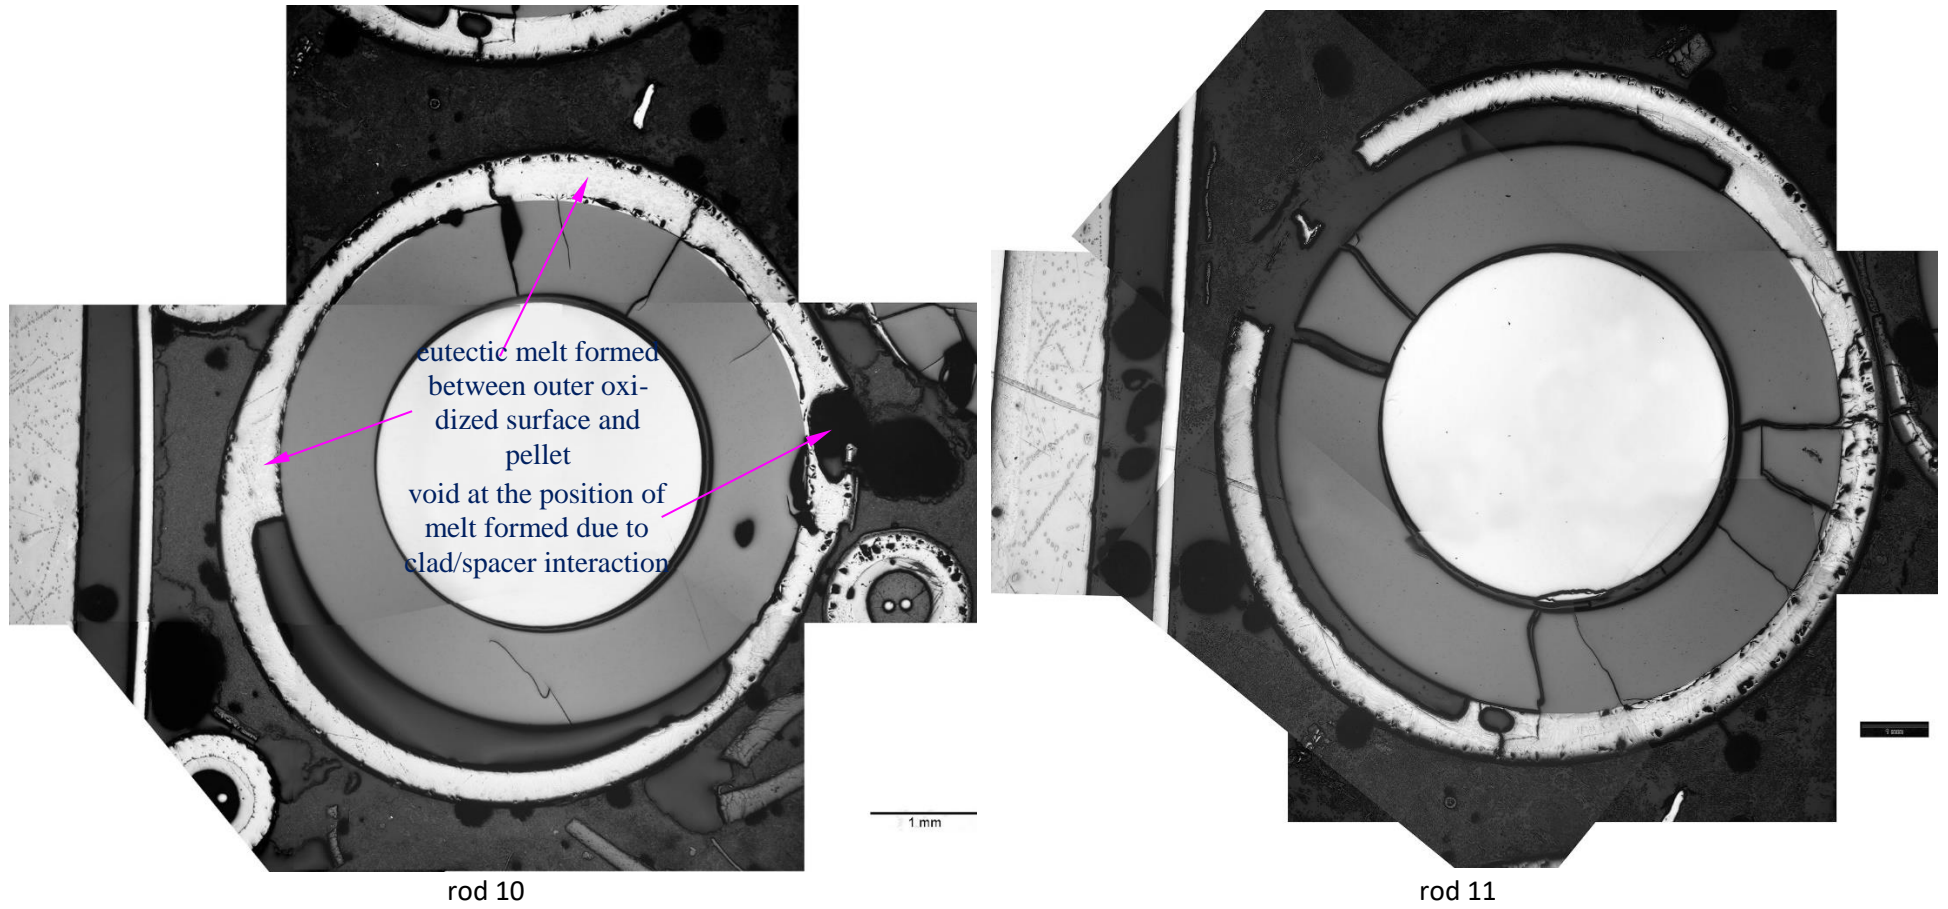 eutectic melt formed
between outer oxi-
dized surface and
pellet
void at the position of
melt formed due to
clad/spacer interaction
1 mm
rod 10
rod 11